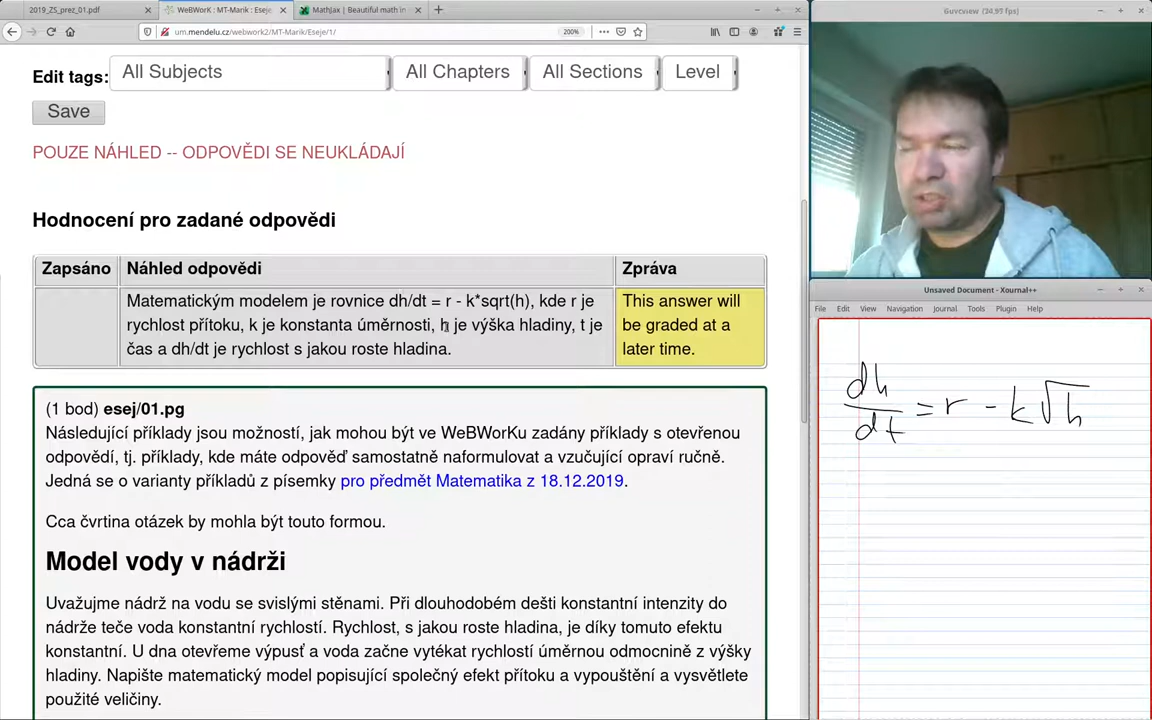 2019_ZS_prez_01.pdf
WeBWorK : MT-Marik : Eseje
MathJax | Beautiful math in
um.mendelu.cz/webwork2/MT-Marik/Eseje/1/
200%
Edit tags:
All Subjects
All Chapters
All Sections
Level
Save
POUZE NÁHLED -- ODPOVĚDI SE NEUKLÁDAJÍ
Hodnocení pro zadané odpovědi
Zapsáno
Náhled odpovědi
Zpráva
Matematickým modelem je rovnice dh/dt = r - k*sqrt(h), kde r je
rychlost přítoku, k je konstanta úměrnosti, h je výška hladiny, t je
čas a dh/dt je rychlost s jakou roste hladina.
This answer will
be graded at a
later time.
(1 bod) esej/01.pg
Následující příklady jsou možností, jak mohou být ve WeBWorKu zadány příklady s otevřenou
odpovědí, tj. příklady, kde máte odpověď samostatně naformulovat a vzučující opraví ručně.
Jedná se o varianty příkladů z písemky pro předmět Matematika z 18.12.2019.
Cca čtvrtina otázek by mohla být touto formou.
Model vody v nádrži
Uvažujme nádrž na vodu se svislými stěnami. Při dlouhodobém dešti konstantní intenzity do
nádrže teče voda konstantní rychlostí. Rychlost, s jakou roste hladina, je díky tomuto efektu
konstantní. U dna otevřeme výpusť a voda začne vytékat rychlostí úměrnou odmocnině z výšky
hladiny. Napište matematický model popisující společný efekt přítoku a vypouštění a vysvětlete
použité veličiny.
Guvcview (24,95 fps)
Unsaved Document - Xournal++
File Edit View Navigation Journal Tools Plugin Help
dh
dt
= r - k√h